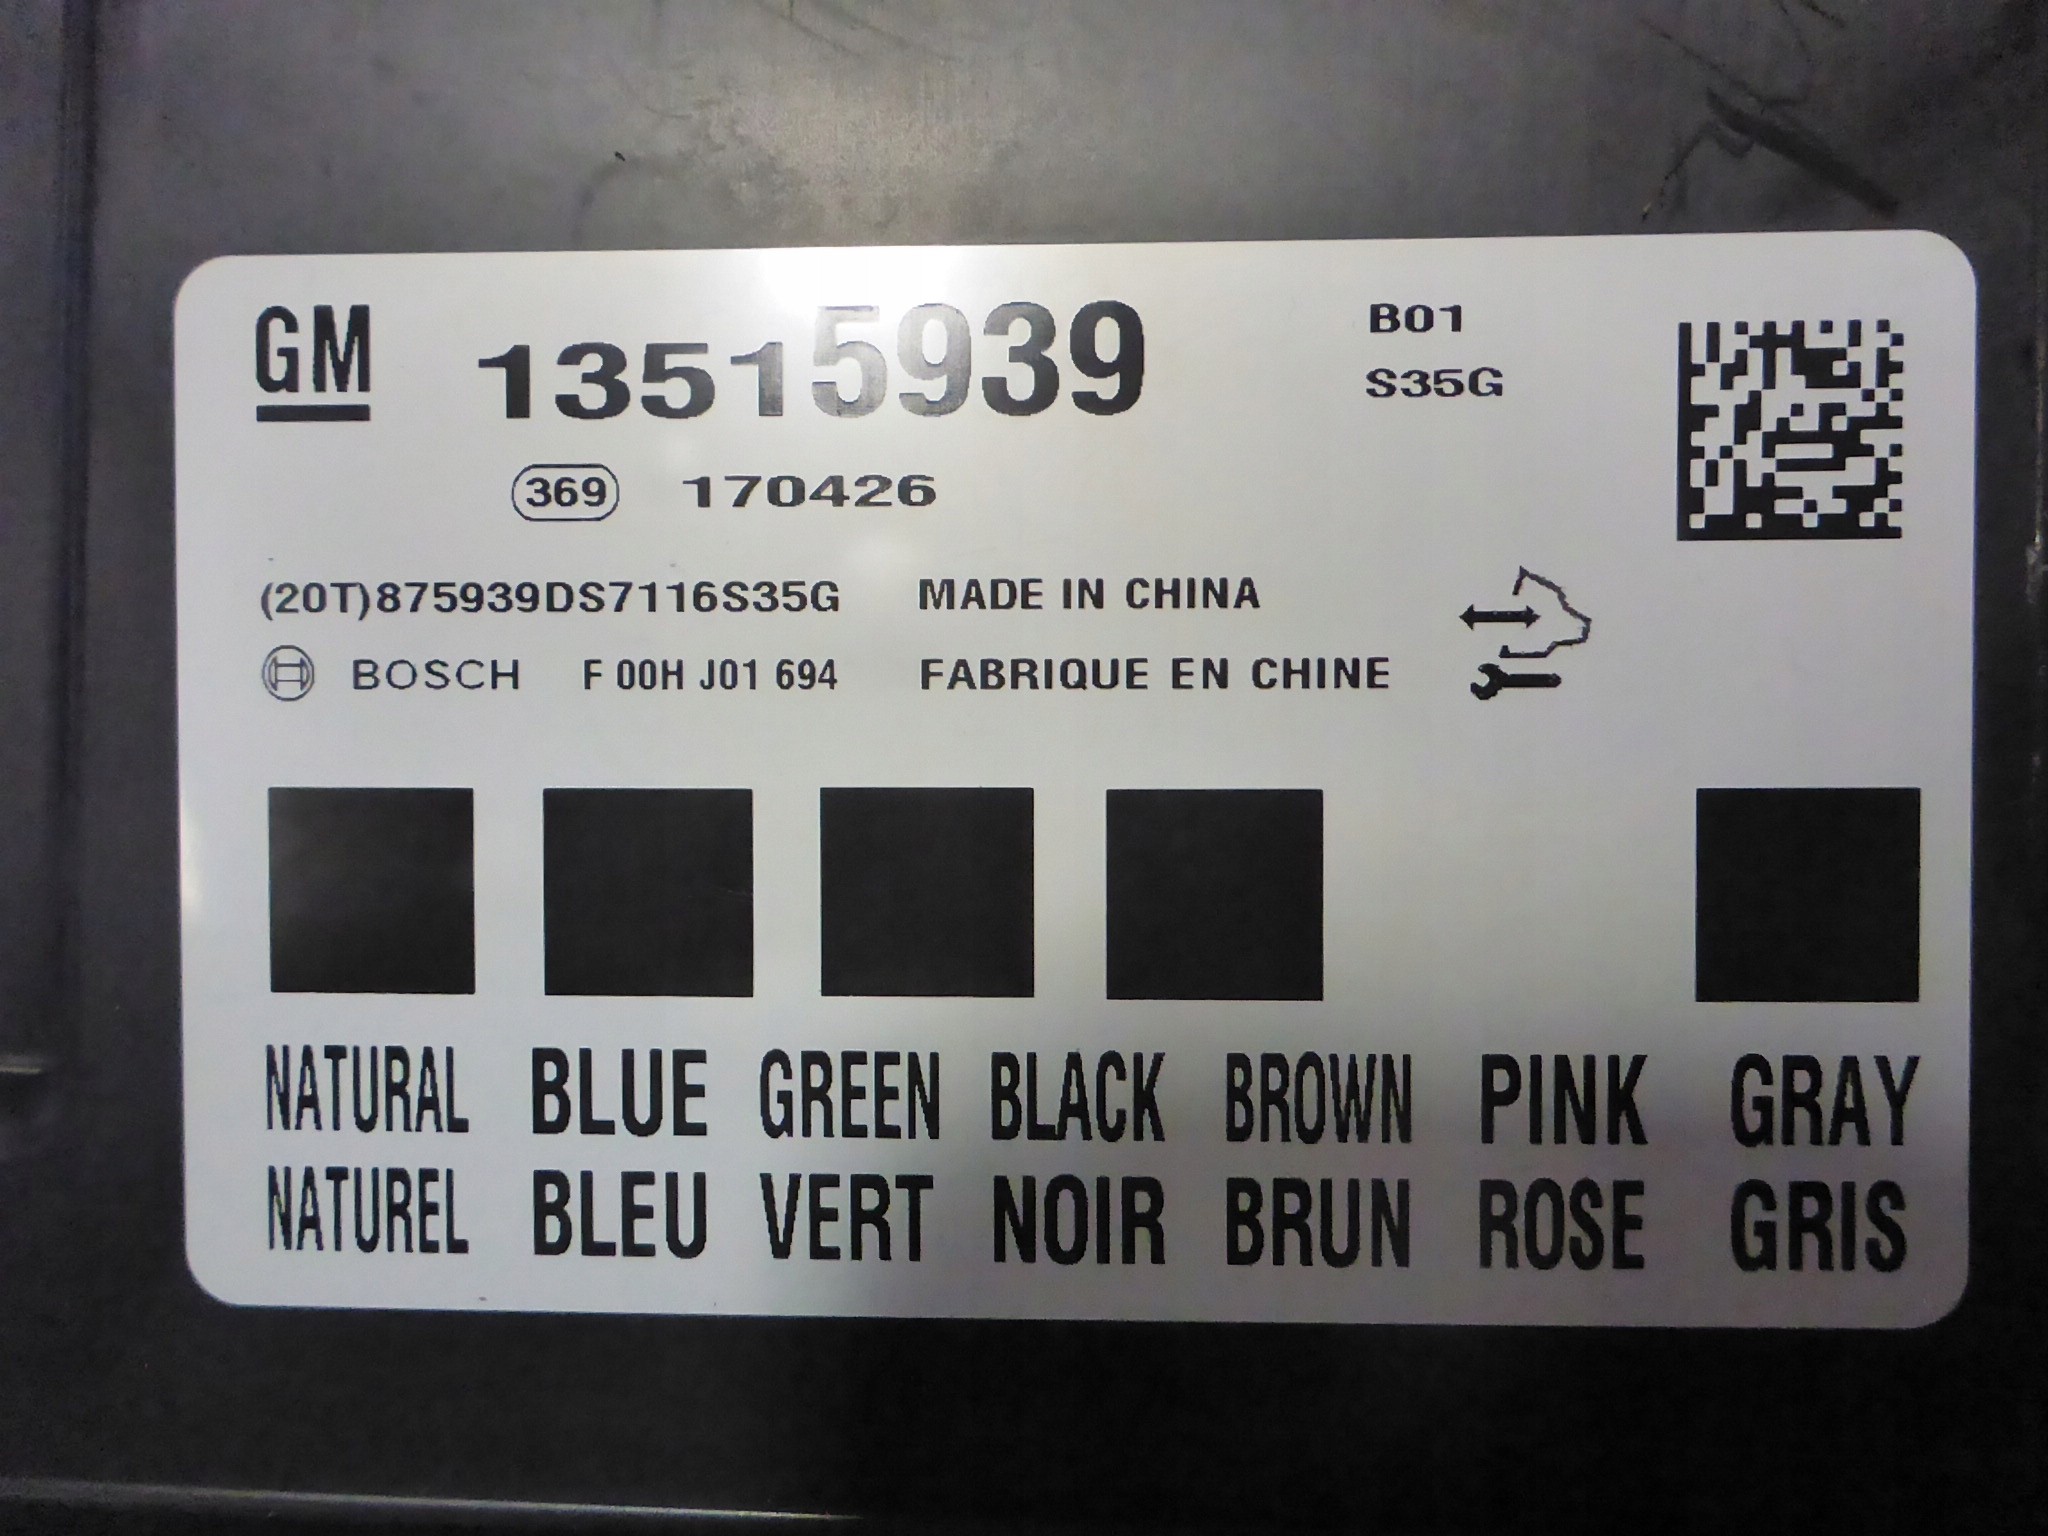 GM 13515939 B01
S35G
369 170426
(20T)875939DS7116S35G MADE IN CHINA
BOSCH F 00H J01 694 FABRIQUE EN CHINE
NATURAL BLUE GREEN BLACK BROWN PINK GRAY
NATUREL BLEU VERT NOIR BRUN ROSE GRIS